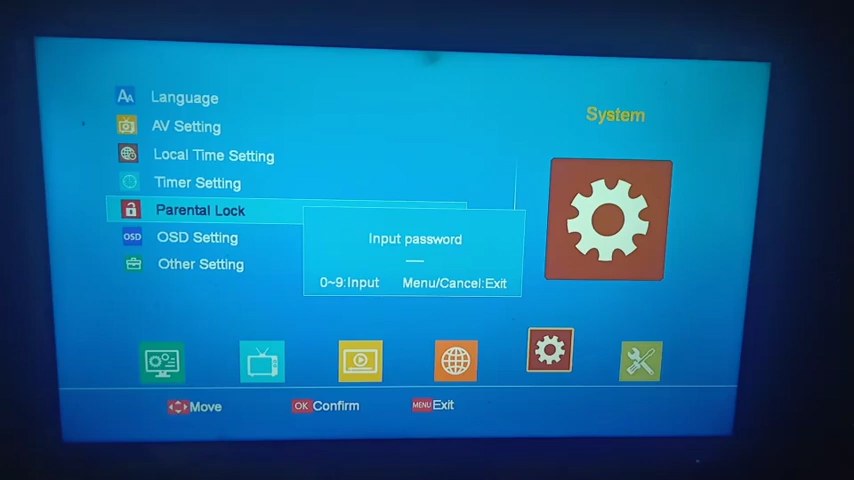 Language
System
AV Setting
Local Time Setting
Timer Setting
Parental Lock
OSD
OSD Setting
Input password
Other Setting
0~9:Input
Menu/Cancel:Exit
Move
OK
Confirm
MENU
Exit